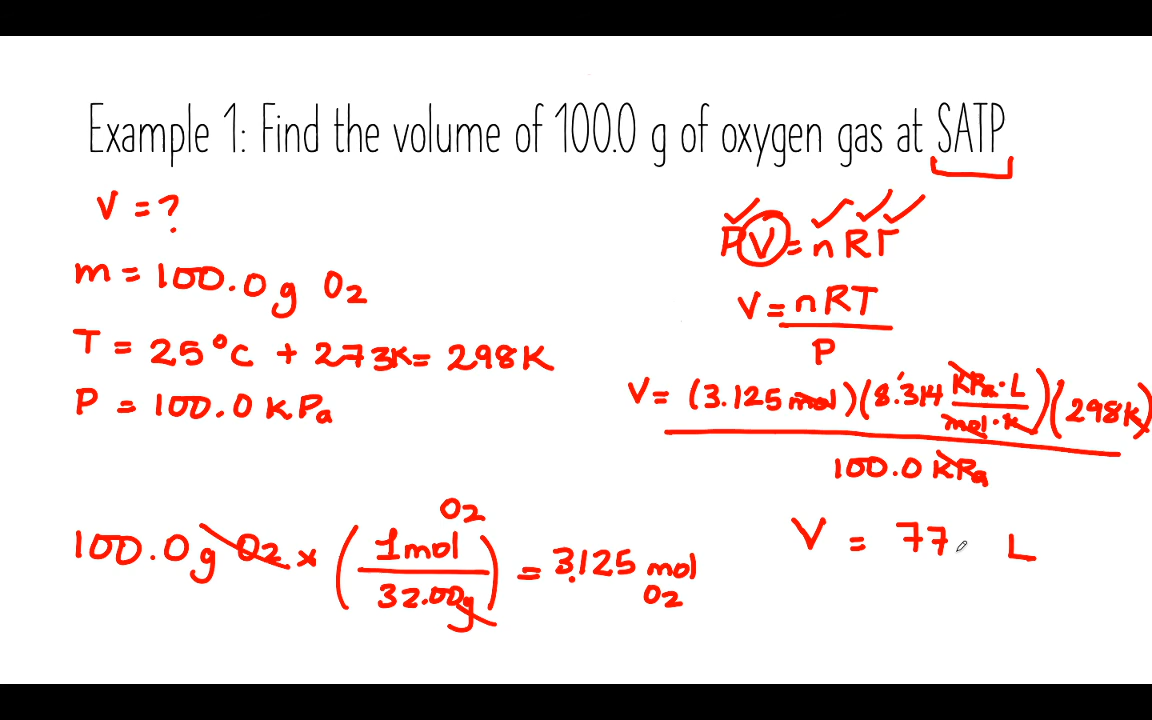 Example 1: Find the volume of 100.0 g of oxygen gas at SATP
V = ?
m = 100.0g O2
T = 25°C + 273K = 298K
P = 100.0 KPa
PV = nRT
V = nRT
P
V = (3.125 mol)(8.314 KPa·L / mol·K)(298K)
100.0 KPa
100.0g O2 x (1mol O2 / 32.00g) = 3.125 mol O2
V = 77 L